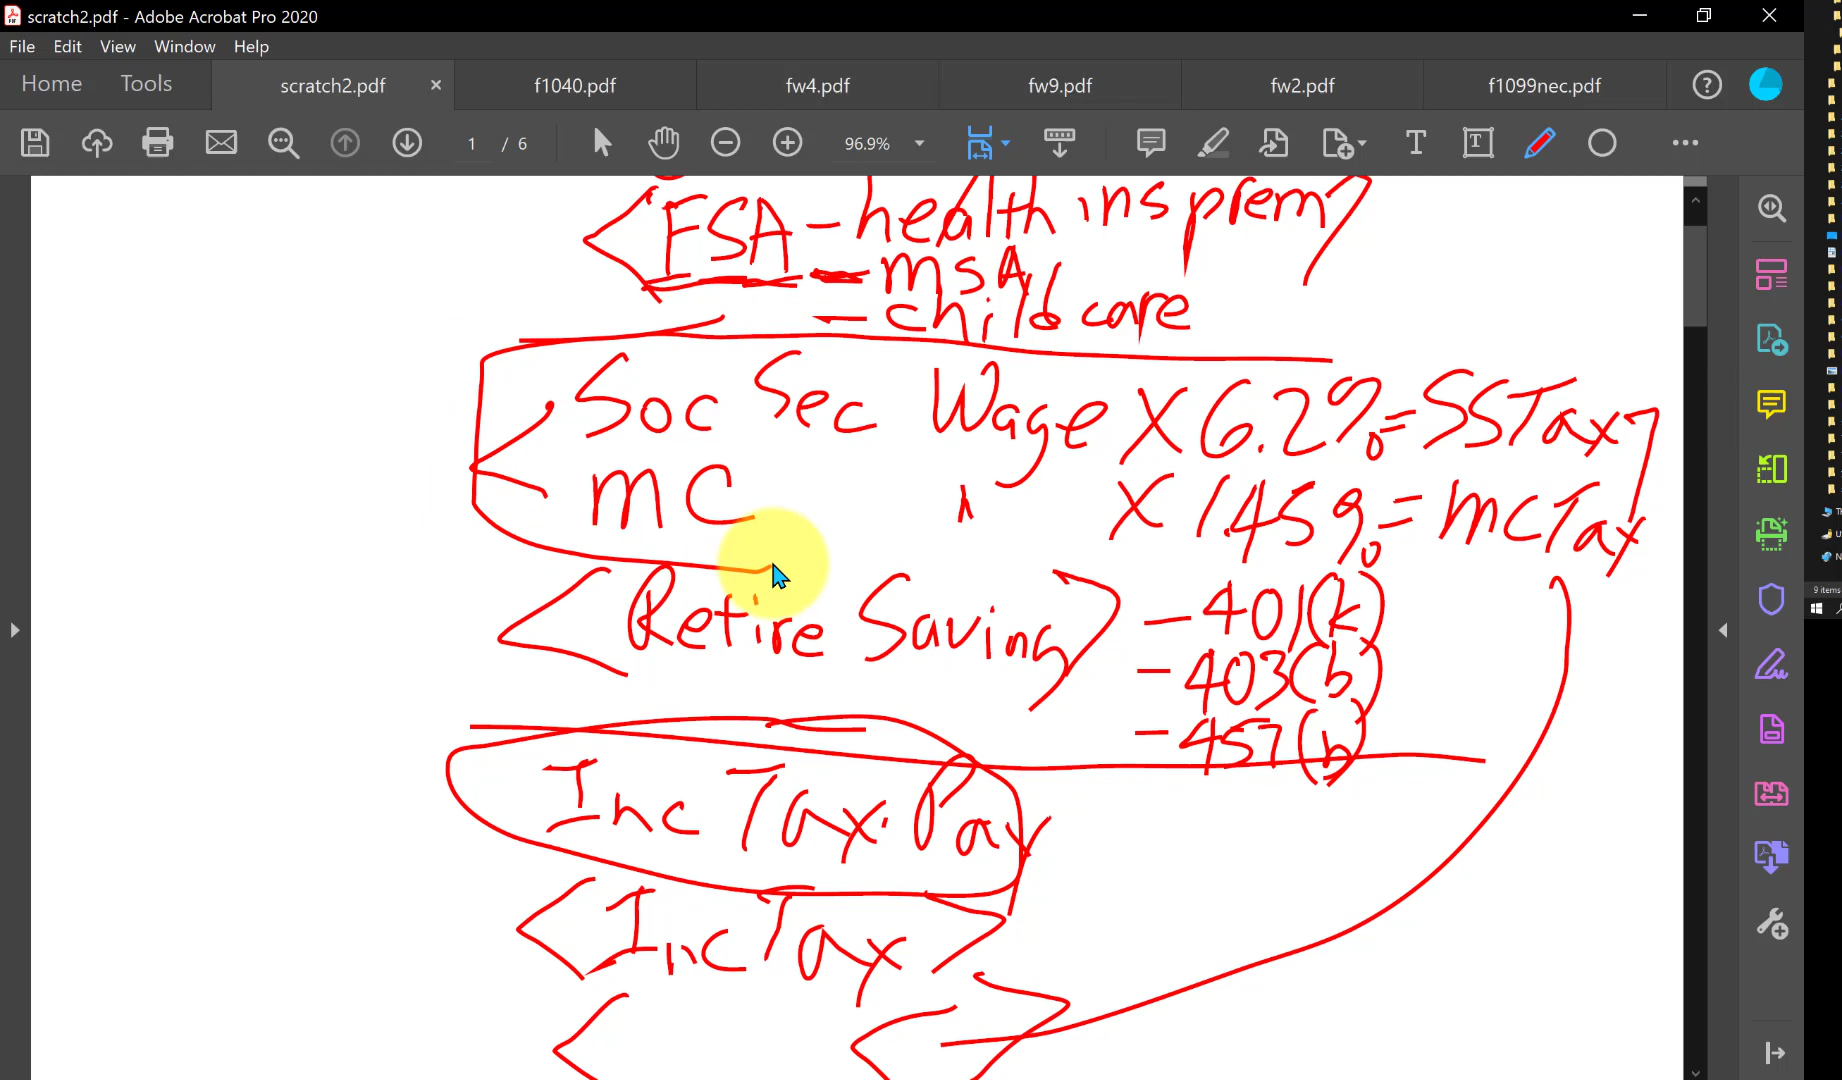 scratch2.pdf - Adobe Acrobat Pro 2020
File Edit View Window Help
Home Tools scratch2.pdf × f1040.pdf fw4.pdf fw9.pdf fw2.pdf f1099nec.pdf
1 / 6 96.9%
<FSA - health ins prem>
- MSA
- child care
Soc Sec Wage X 6.2% = SS Tax
MC " X 1.45% = MC Tax
<Retire Saving> - 401(k)
- 403(b)
- 457(b)
Inc Tax. Pay
<Inc Tax>
9 items